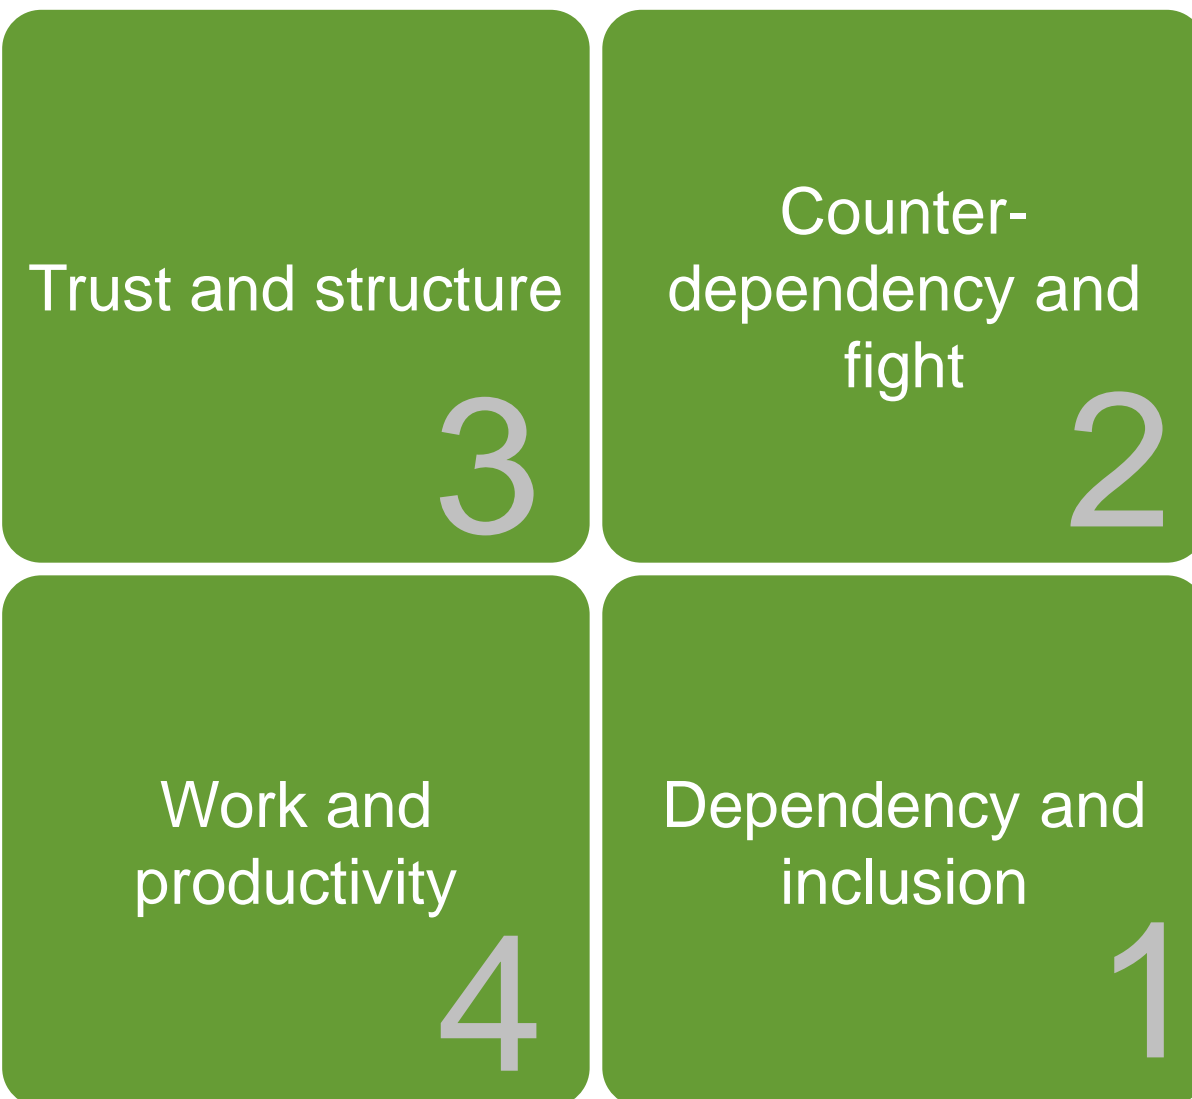 Trust and structure
3
Counter-
dependency and
fight
2
Work and
productivity
4
Dependency and
inclusion
1